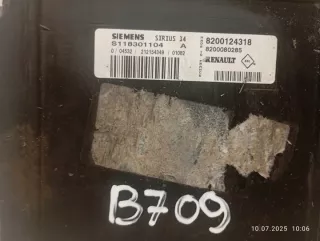 SIEMENS SIRIUS 34
S118301104 A
8200124318
8200080285
RENAULT
B709
10.07.2025 10:06